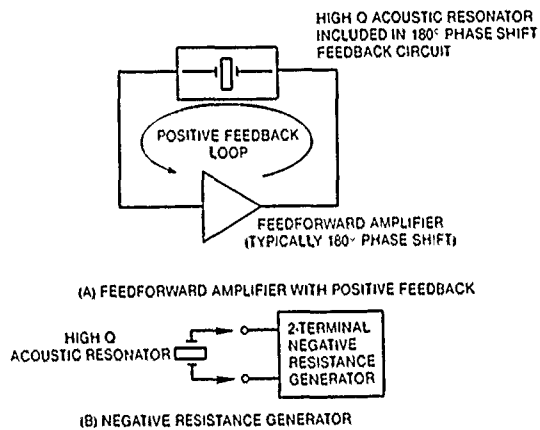 HIGH Q ACOUSTIC RESONATOR
INCLUDED IN 180° PHASE SHIFT
FEEDBACK CIRCUIT
POSITIVE FEEDBACK
LOOP
FEEDFORWARD AMPLIFIER
(TYPICALLY 180° PHASE SHIFT)
(A) FEEDFORWARD AMPLIFIER WITH POSITIVE FEEDBACK
HIGH Q
ACOUSTIC RESONATOR
2-TERMINAL
NEGATIVE
RESISTANCE
GENERATOR
(B) NEGATIVE RESISTANCE GENERATOR